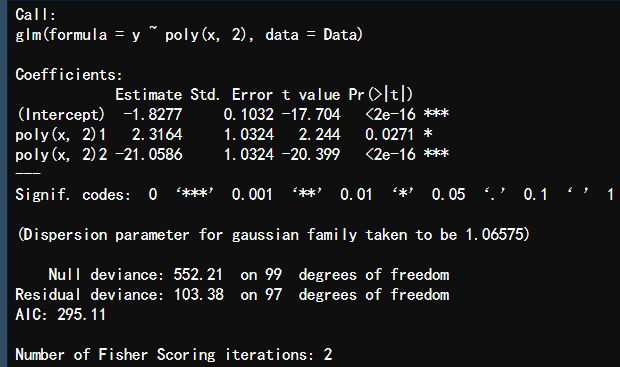 Call:
glm(formula = y ~ poly(x, 2), data = Data)
Coefficients:
Estimate Std. Error t value Pr(>|t|)
(Intercept) -1.8277 0.1032 -17.704 <2e-16 ***
poly(x, 2)1 2.3164 1.0324 2.244 0.0271 *
poly(x, 2)2 -21.0586 1.0324 -20.399 <2e-16 ***
---
Signif. codes: 0 ‘***’ 0.001 ‘**’ 0.01 ‘*’ 0.05 ‘.’ 0.1 ‘ ’ 1
(Dispersion parameter for gaussian family taken to be 1.06575)
Null deviance: 552.21 on 99 degrees of freedom
Residual deviance: 103.38 on 97 degrees of freedom
AIC: 295.11
Number of Fisher Scoring iterations: 2